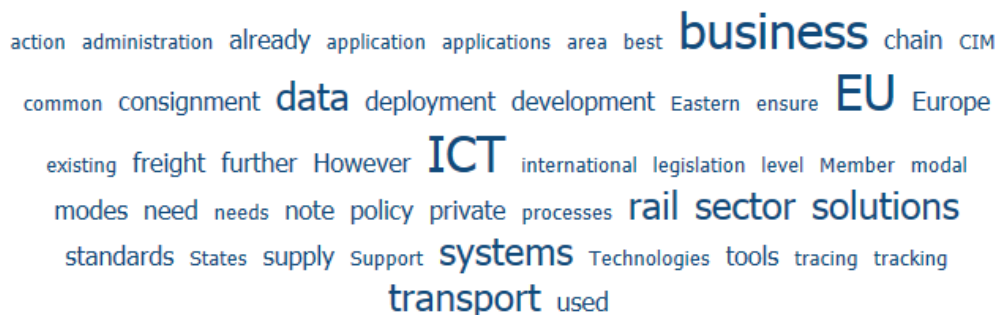 action administration already application applications area best business chain CIM
common consignment data deployment development Eastern ensure EU Europe
existing freight further However ICT international legislation level Member modal
modes need needs note policy private processes rail sector solutions
standards States supply Support systems Technologies tools tracing tracking
transport used